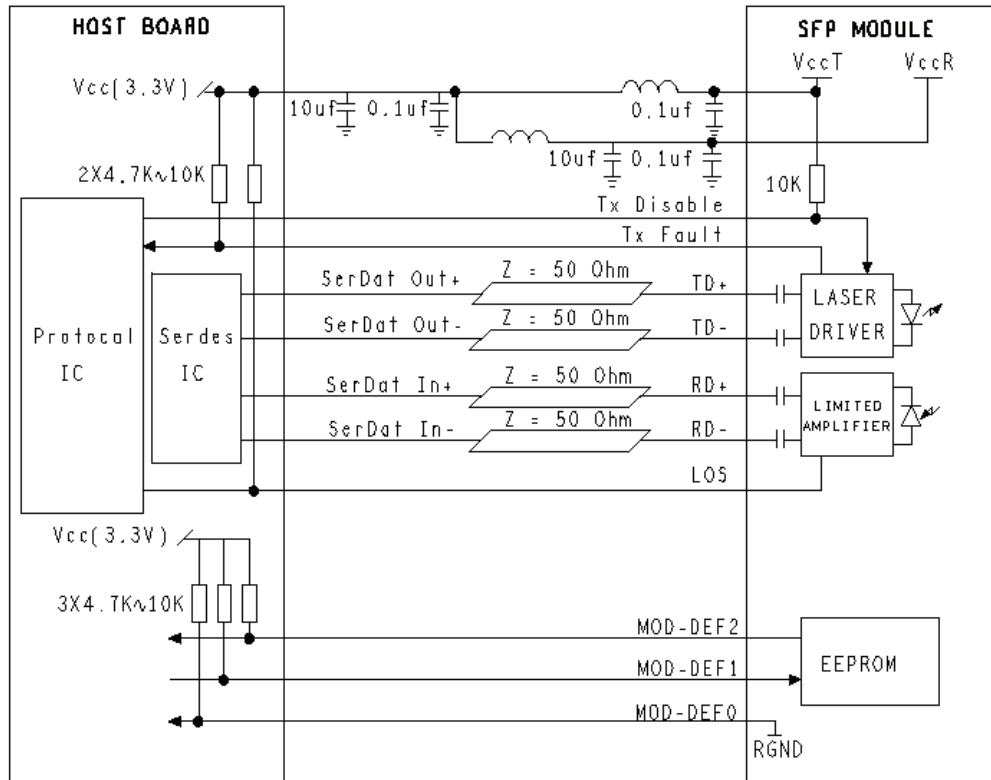 HOST BOARD
SFP MODULE
VccT
VccR
Vcc(3.3V)
10uf
0.1uf
0.1uf
10uf
0.1uf
2X4.7K~10K
10K
Tx Disable
Tx Fault
SerDat Out+
Z = 50 Ohm
TD+
SerDat Out-
Z = 50 Ohm
TD-
LASER
DRIVER
Protocal
IC
Serdes
IC
SerDat In+
Z = 50 Ohm
RD+
SerDat In-
Z = 50 Ohm
RD-
LIMITED
AMPLIFIER
LOS
Vcc(3.3V)
3X4.7K~10K
MOD-DEF2
MOD-DEF1
MOD-DEF0
EEPROM
RGND